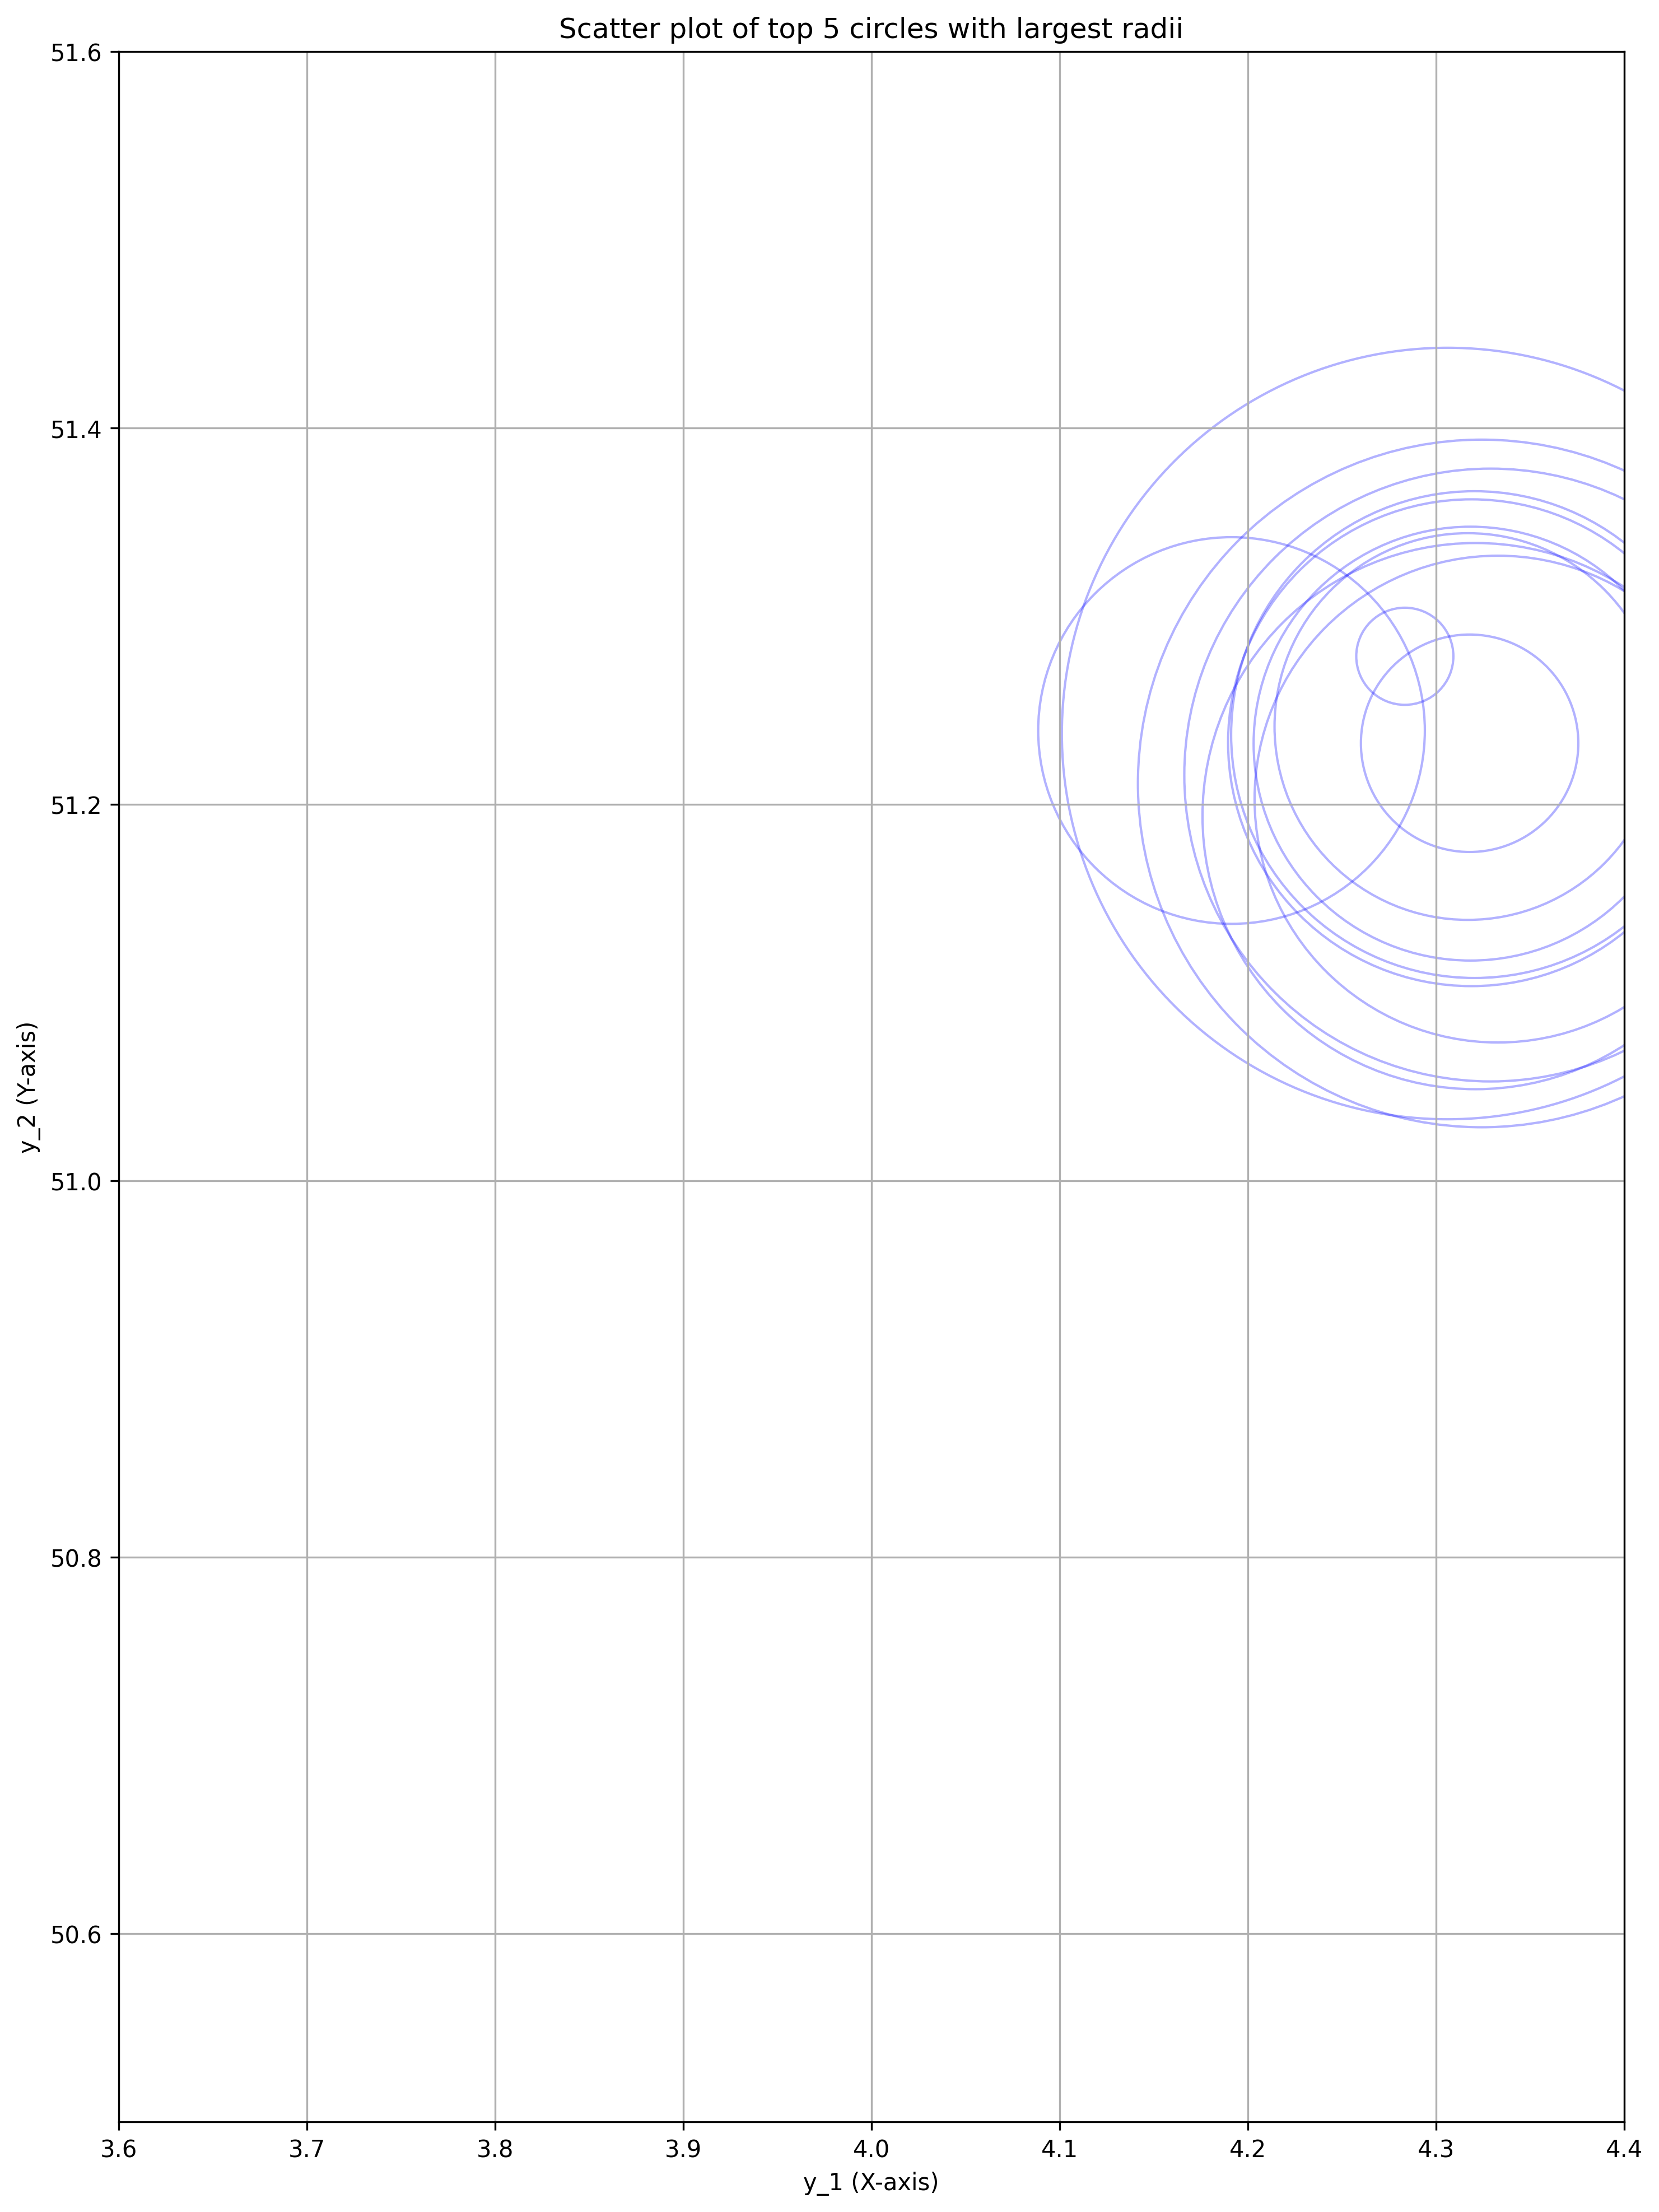 Scatter plot of top 5 circles with largest radii
51.6
51.4
51.2
51.0
50.8
50.6
y_2 (Y-axis)
3.6 3.7 3.8 3.9 4.0 4.1 4.2 4.3 4.4
y_1 (X-axis)